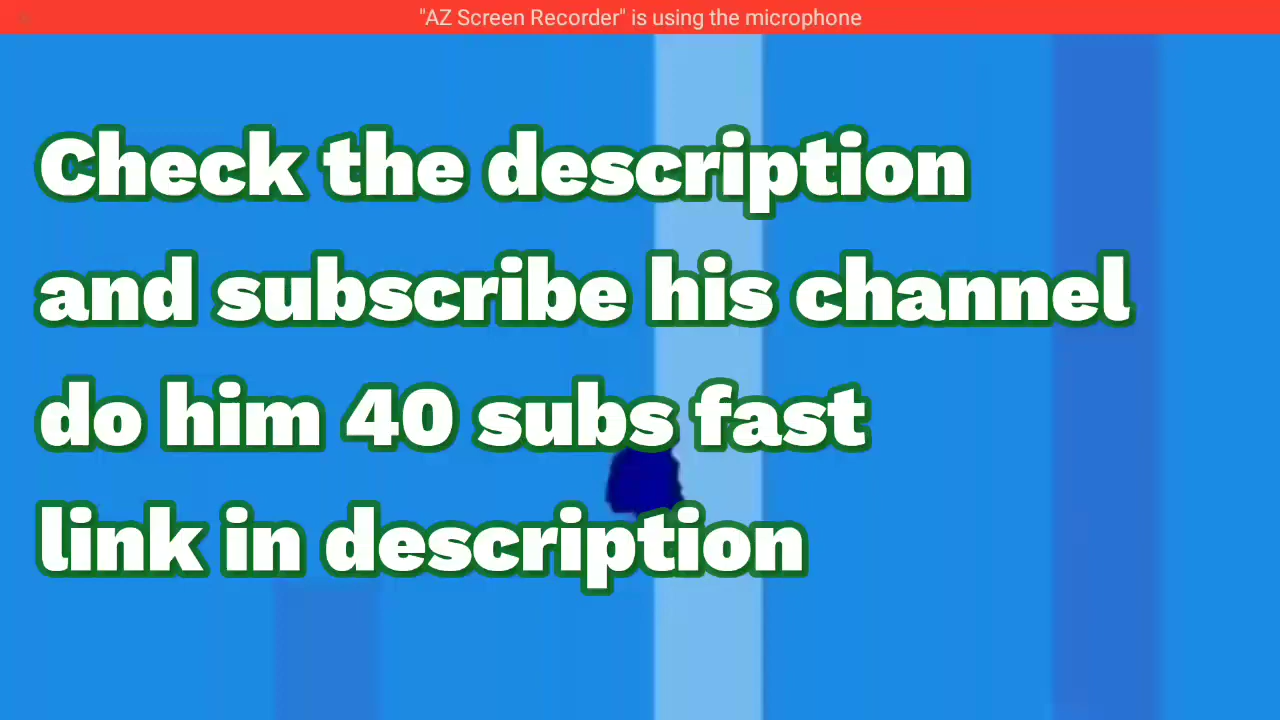 "AZ Screen Recorder" is using the microphone
Check the description
and subscribe his channel
do him 40 subs fast
link in description